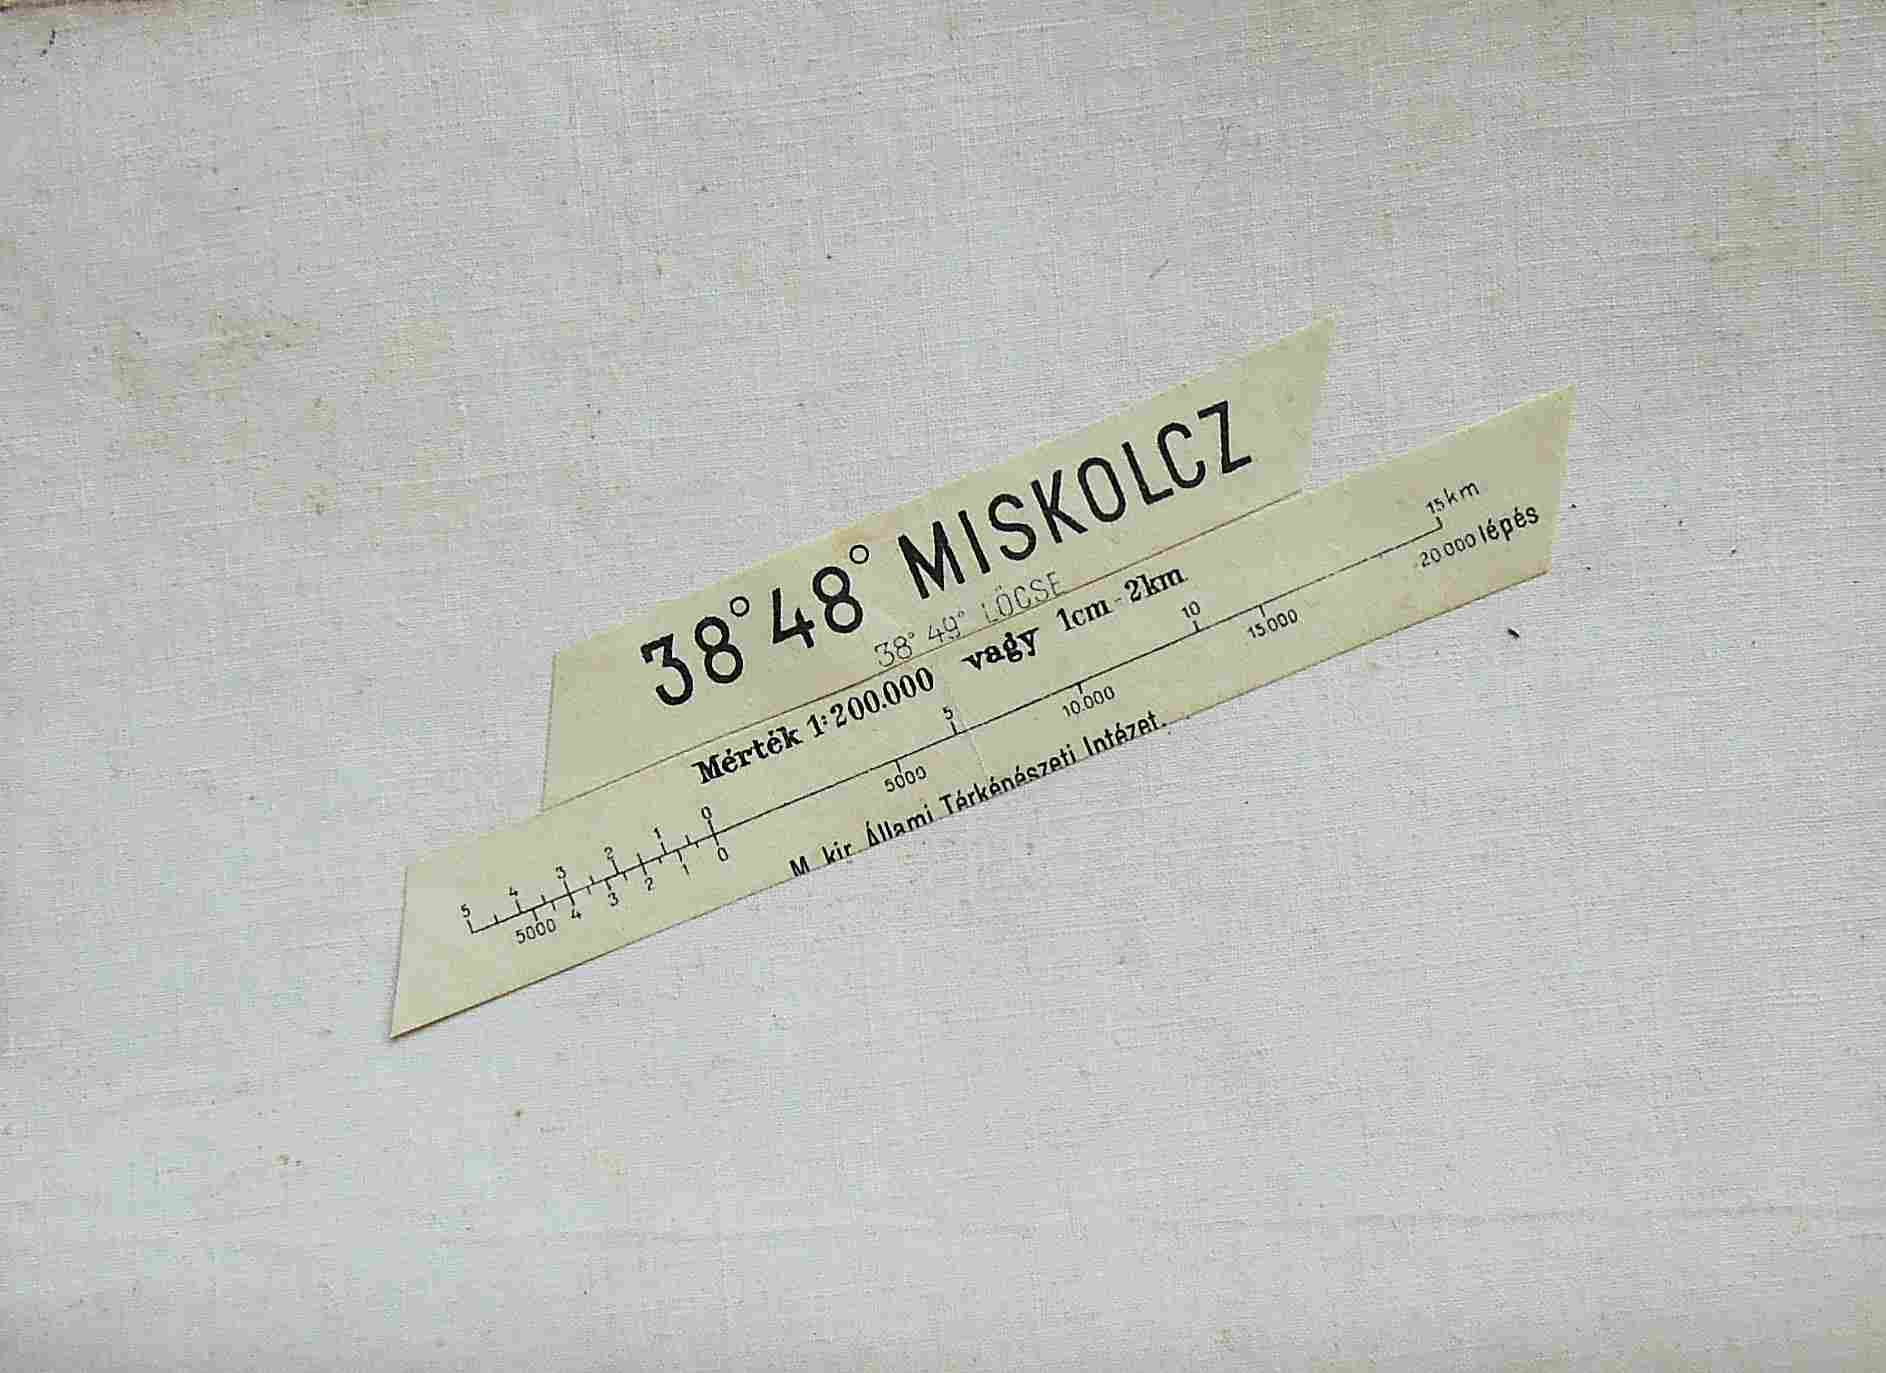 38° 48° MISKOLCZ
38° 49° LŐCSE
Mérték 1:200.000 vagy 1cm - 2km
5 4 3 2 1 0 5 10 15 km
5000 4 3 2 1 0 5000 10.000 15.000 20.000 lépés
M. kir. Állami Térképészeti Intézet.